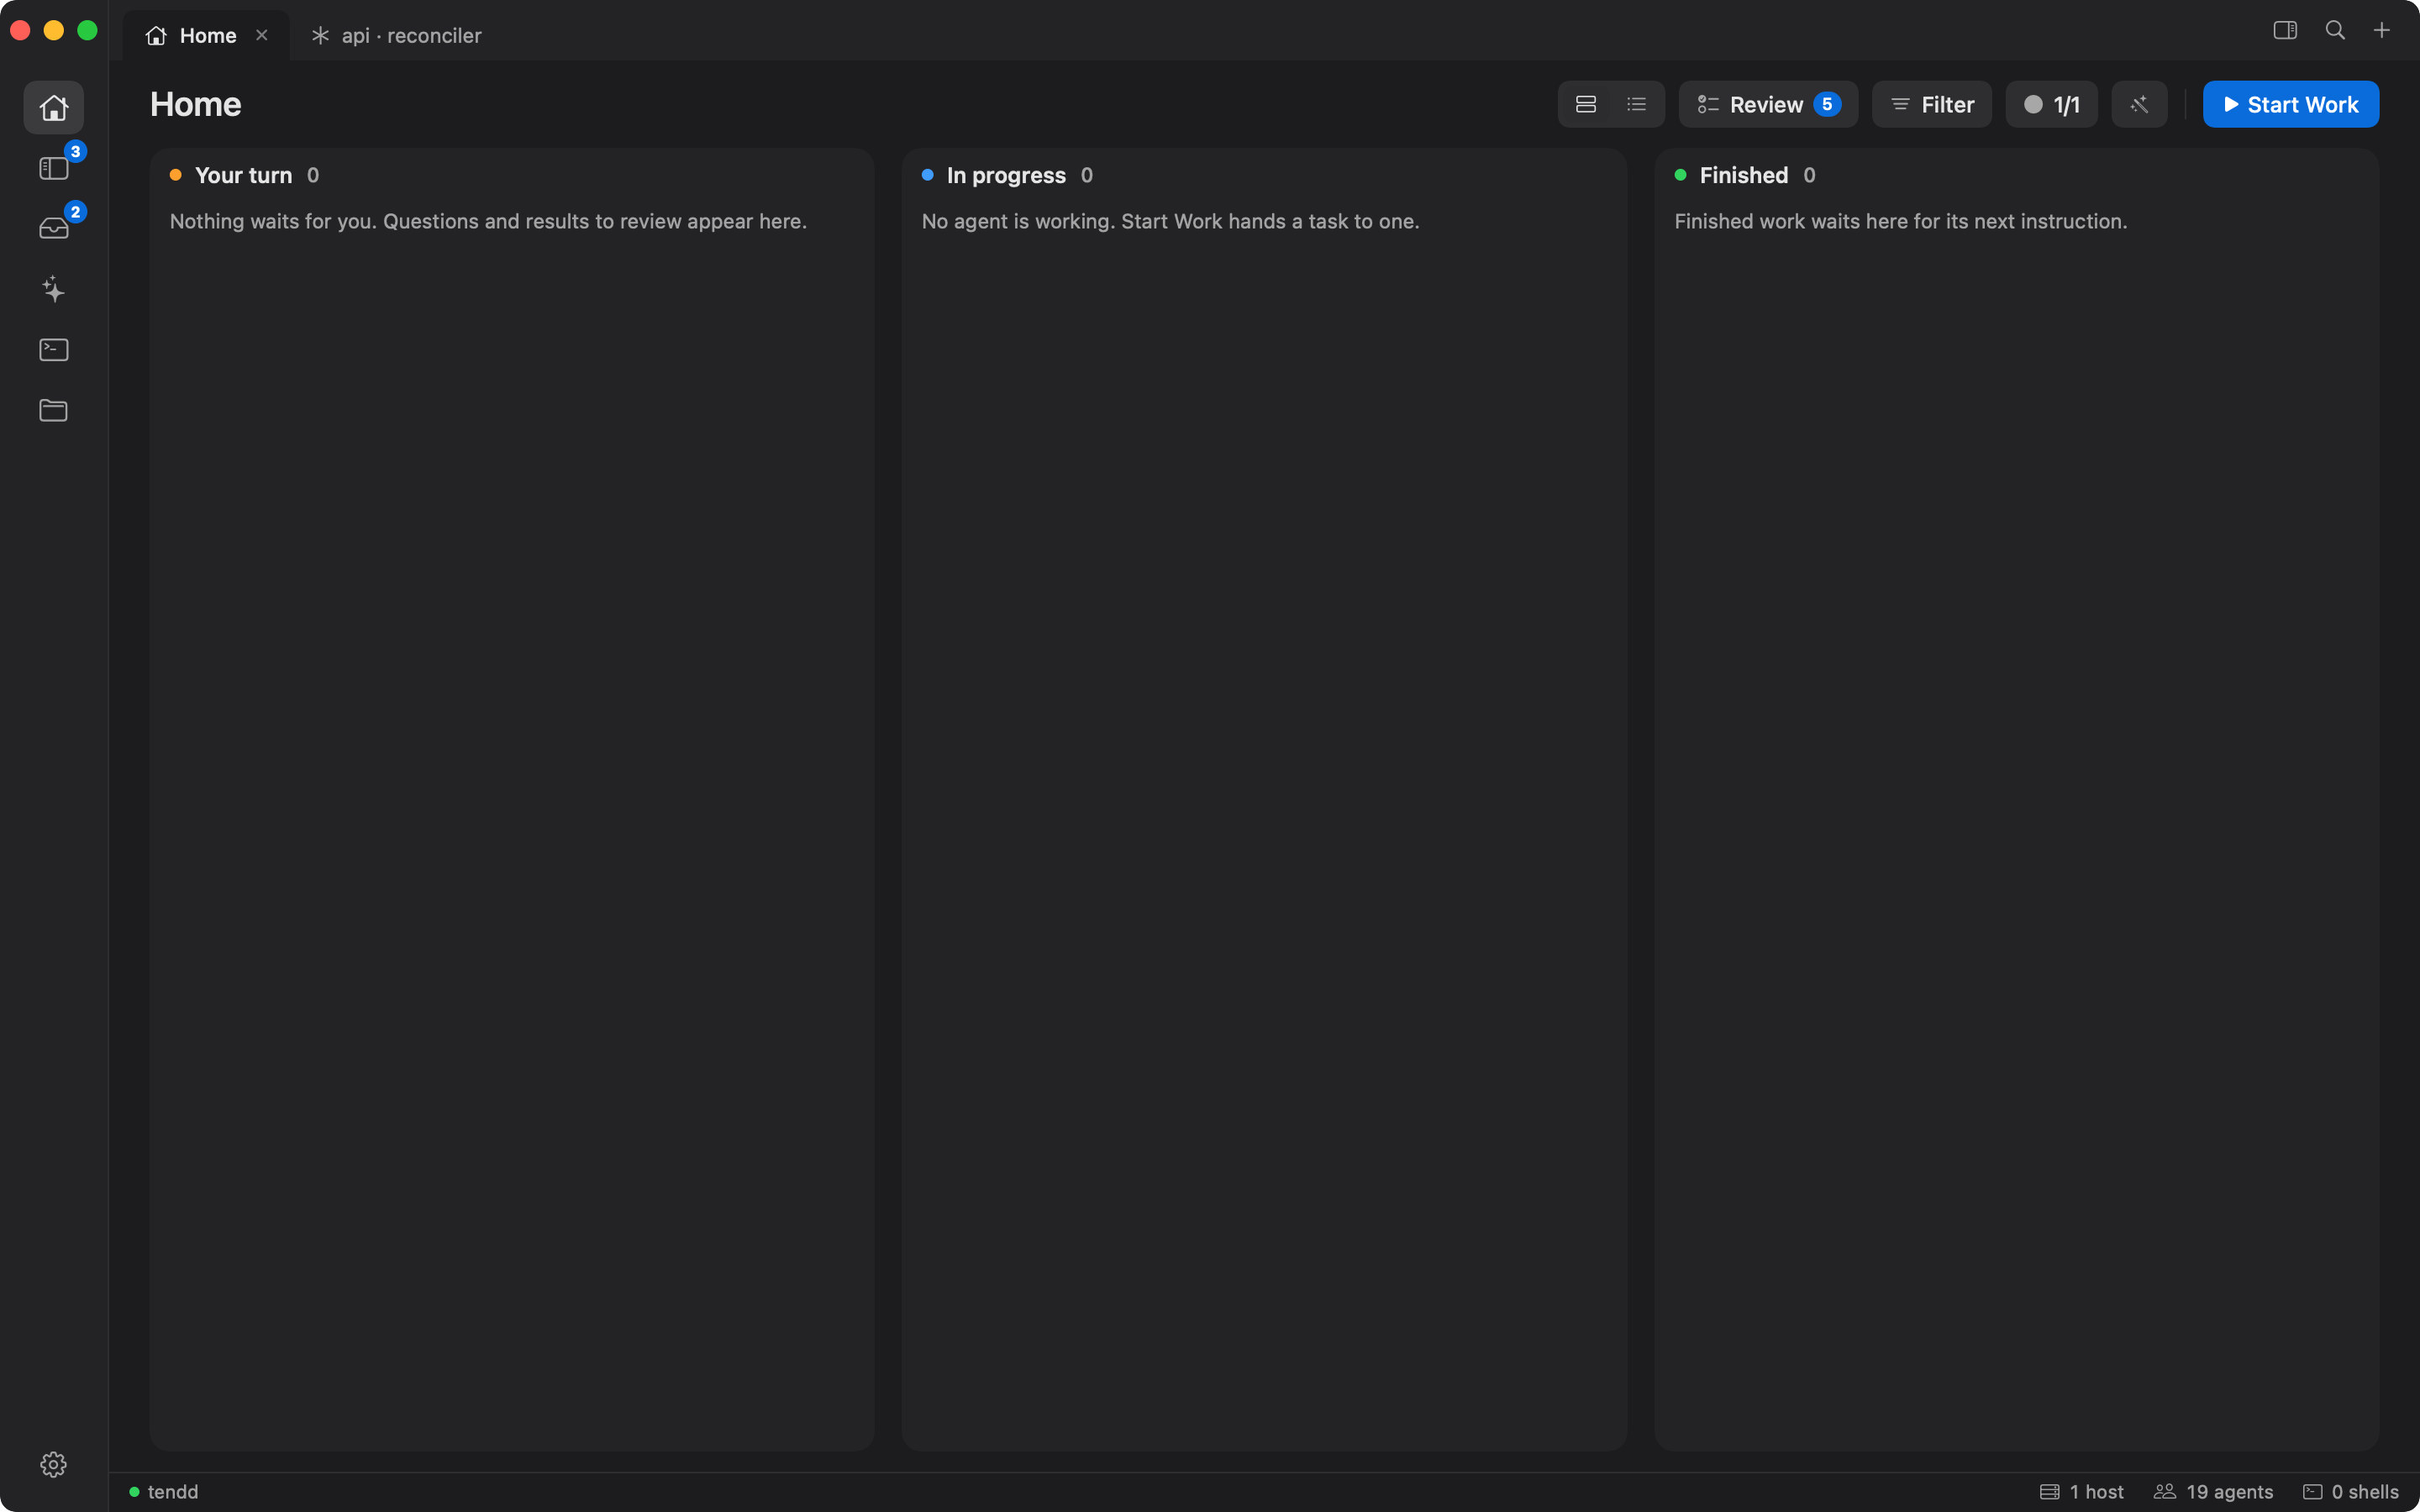 Home
api · reconciler
Home
Review 5
Filter
1/1
Start Work
3
2
Your turn 0
Nothing waits for you. Questions and results to review appear here.
In progress 0
No agent is working. Start Work hands a task to one.
Finished 0
Finished work waits here for its next instruction.
tendd
1 host
19 agents
0 shells